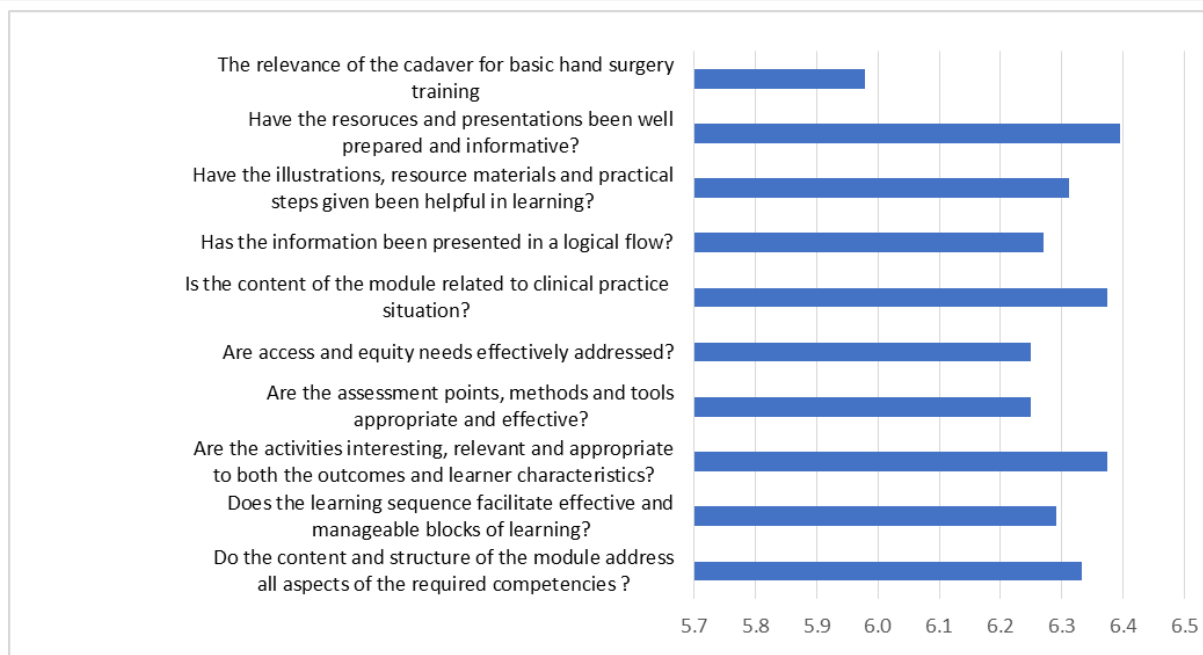 The relevance of the cadaver for basic hand surgery
training
Have the resoruces and presentations been well
prepared and informative?
Have the illustrations, resource materials and practical
steps given been helpful in learning?
Has the information been presented in a logical flow?
Is the content of the module related to clinical practice
situation?
Are access and equity needs effectively addressed?
Are the assessment points, methods and tools
appropriate and effective?
Are the activities interesting, relevant and appropriate
to both the outcomes and learner characteristics?
Does the learning sequence facilitate effective and
manageable blocks of learning?
Do the content and structure of the module address
all aspects of the required competencies ?
5.7 5.8 5.9 6.0 6.1 6.2 6.3 6.4 6.5